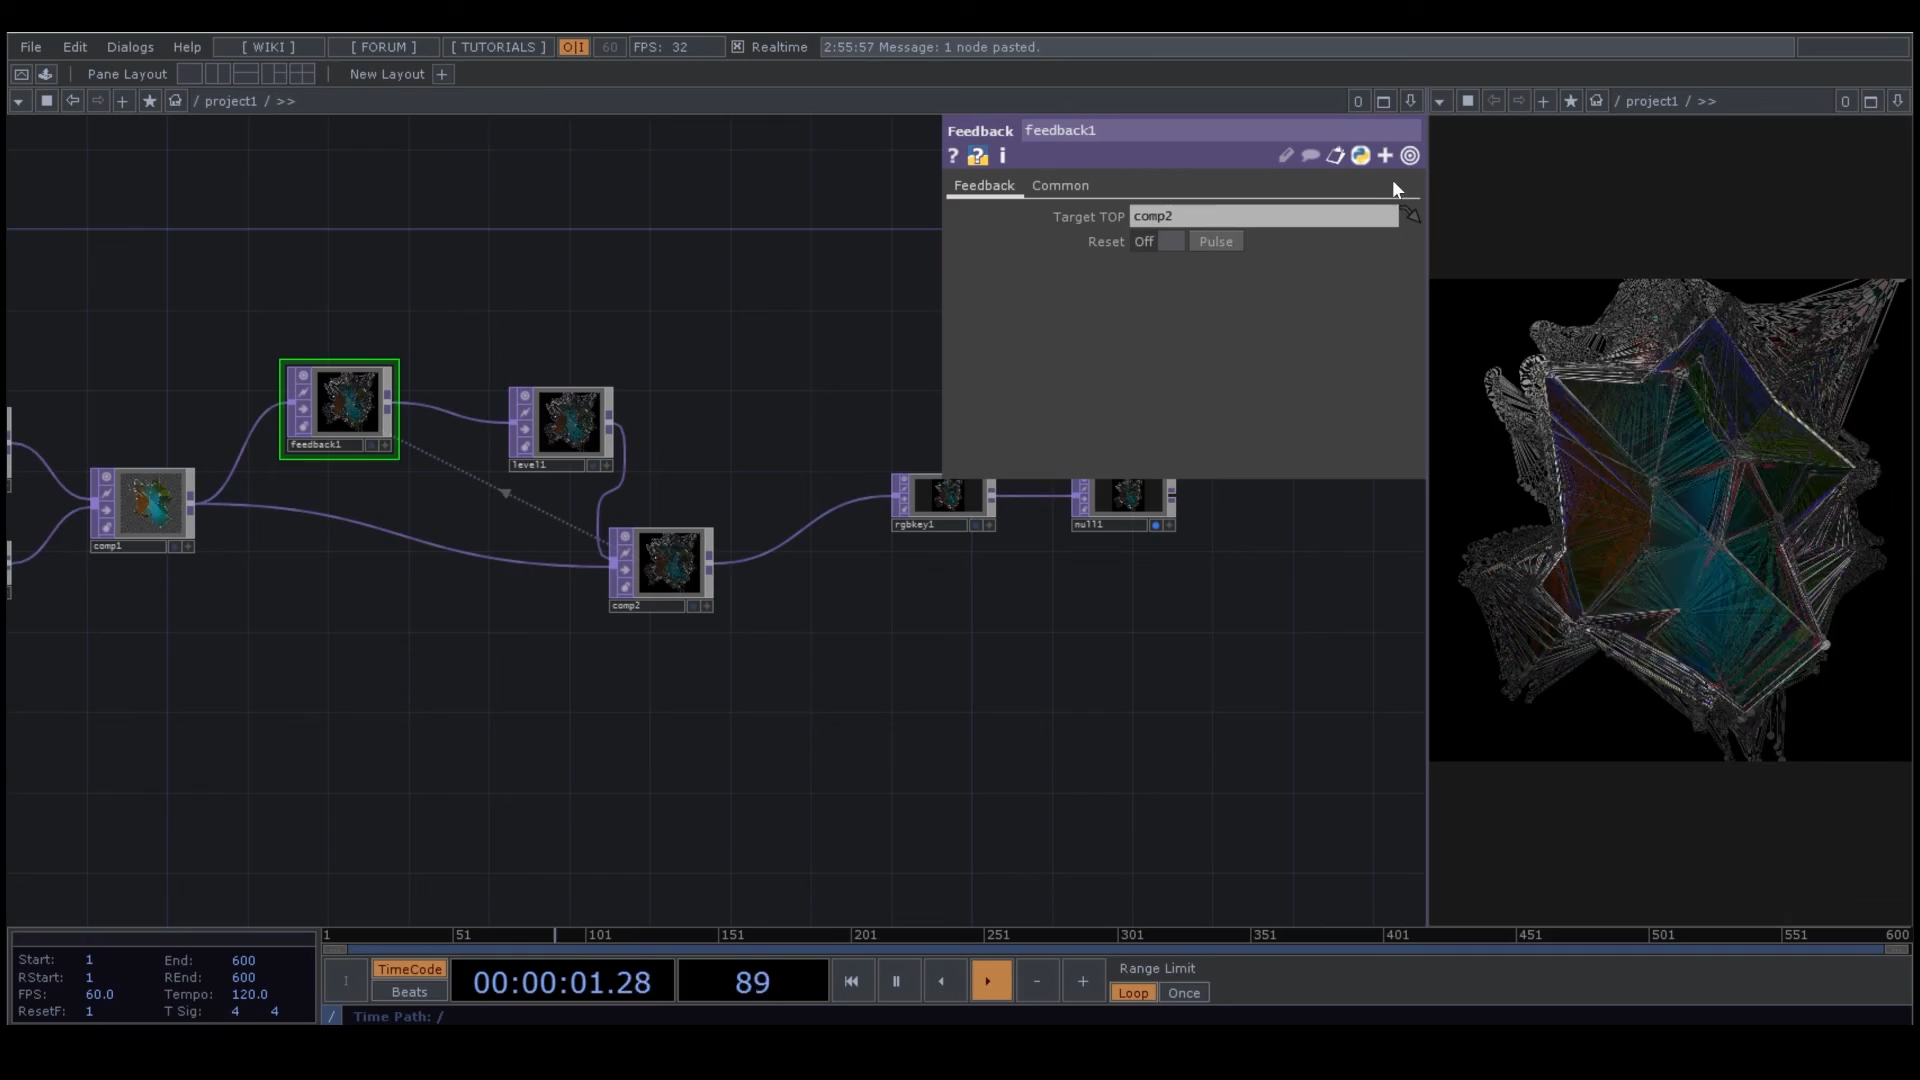 File Edit Dialogs Help [ WIKI ] [ FORUM ] [ TUTORIALS ] O|I 60 FPS: 32 Realtime 2:55:57 Message: 1 node pasted.
Pane Layout New Layout +
/ project1 / >> 0 / project1 / >> 0
Feedback feedback1
? ? i
Feedback Common
Target TOP comp2
Reset Off Pulse
feedback1
level1
comp1
rgbkey1
null1
comp2
1 51 101 151 201 251 301 351 401 451 501 551 600
Start: 1 End: 600
RStart: 1 REnd: 600
FPS: 60.0 Tempo: 120.0
ResetF: 1 T Sig: 4 4
TimeCode
Beats
00:00:01.28
89
- +
Range Limit
Loop Once
/ Time Path: /